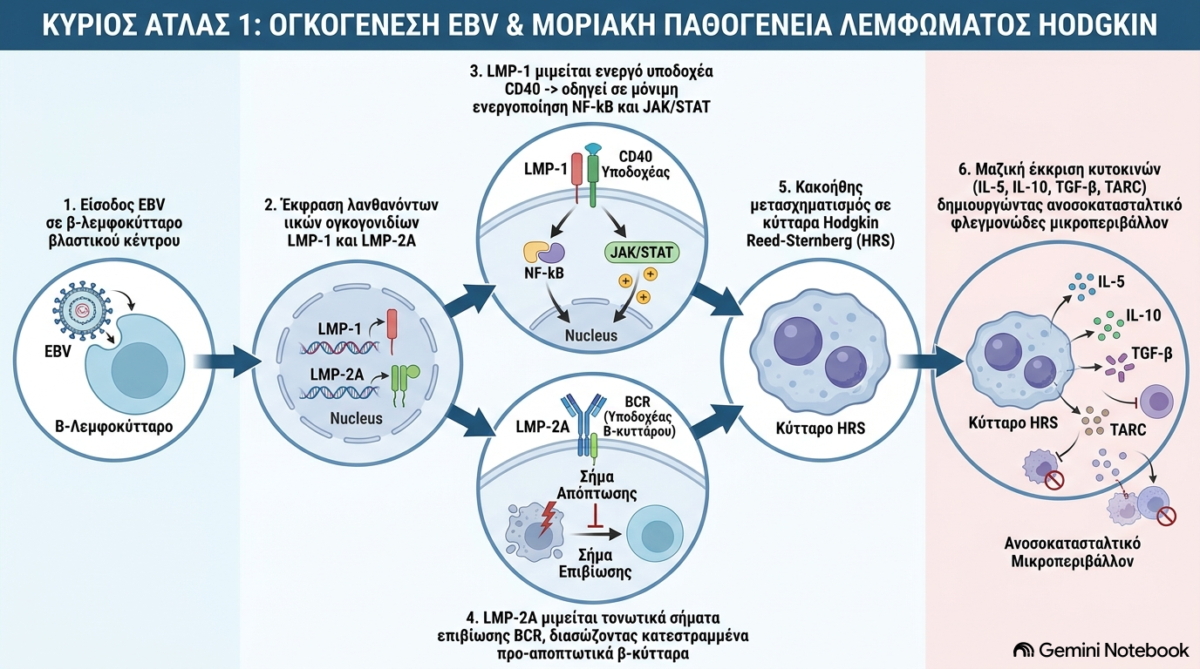 ΚΥΡΙΟΣ ΑΤΛΑΣ 1: ΟΓΚΟΓΕΝΕΣΗ EBV & ΜΟΡΙΑΚΗ ΠΑΘΟΓΕΝΕΙΑ ΛΕΜΦΩΜΑΤΟΣ HODGKIN
1. Είσοδος EBV
σε β-λεμφοκύτταρο
βλαστικού κέντρου
EBV
Β-Λεμφοκύτταρο
2. Έκφραση λανθανόντων
ιικών ογκογονιδίων
LMP-1 και LMP-2A
LMP-1
LMP-2A
Nucleus
3. LMP-1 μιμείται ενεργό υποδοχέα
CD40 -> οδηγεί σε μόνιμη
ενεργοποίηση NF-kB και JAK/STAT
LMP-1
CD40
Υποδοχέας
NF-kB
JAK/STAT
Nucleus
LMP-2A
BCR
(Υποδοχέας
Β-κυττάρου)
Σήμα
Απόπτωσης
Σήμα
Επιβίωσης
4. LMP-2A μιμείται τονωτικά σήματα
επιβίωσης BCR, διασώζοντας κατεστραμμένα
προ-αποπτωτικά β-κύτταρα
5. Κακοήθης
μετασχηματισμός σε
κύτταρα Hodgkin
Reed-Sternberg (HRS)
Κύτταρο HRS
6. Μαζική έκκριση κυτοκινών
(IL-5, IL-10, TGF-β, TARC)
δημιουργώντας ανοσοκατασταλτικό
φλεγμονώδες μικροπεριβάλλον
IL-5
IL-10
TGF-β
Κύτταρο HRS
TARC
Ανοσοκατασταλτικό
Μικροπεριβάλλον
Gemini Notebook